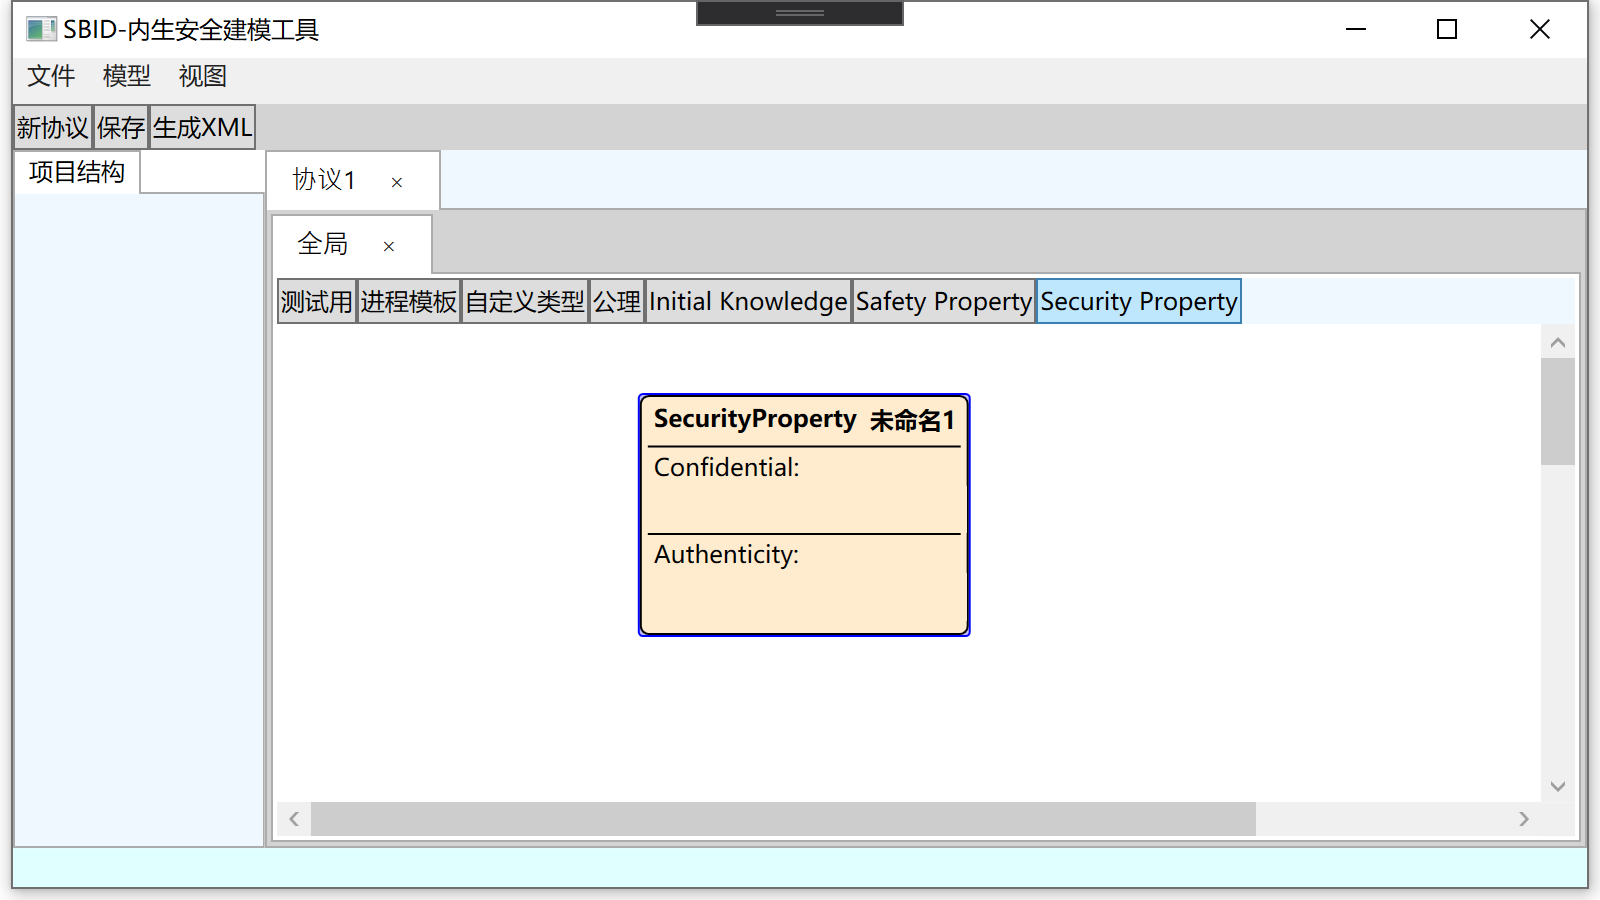 SBID-内生安全建模工具
文件 模型 视图
新协议 保存 生成XML
项目结构
协议1 ×
全局 ×
测试用 进程模板 自定义类型 公理 Initial Knowledge Safety Property Security Property
SecurityProperty 未命名1
Confidential:
Authenticity: